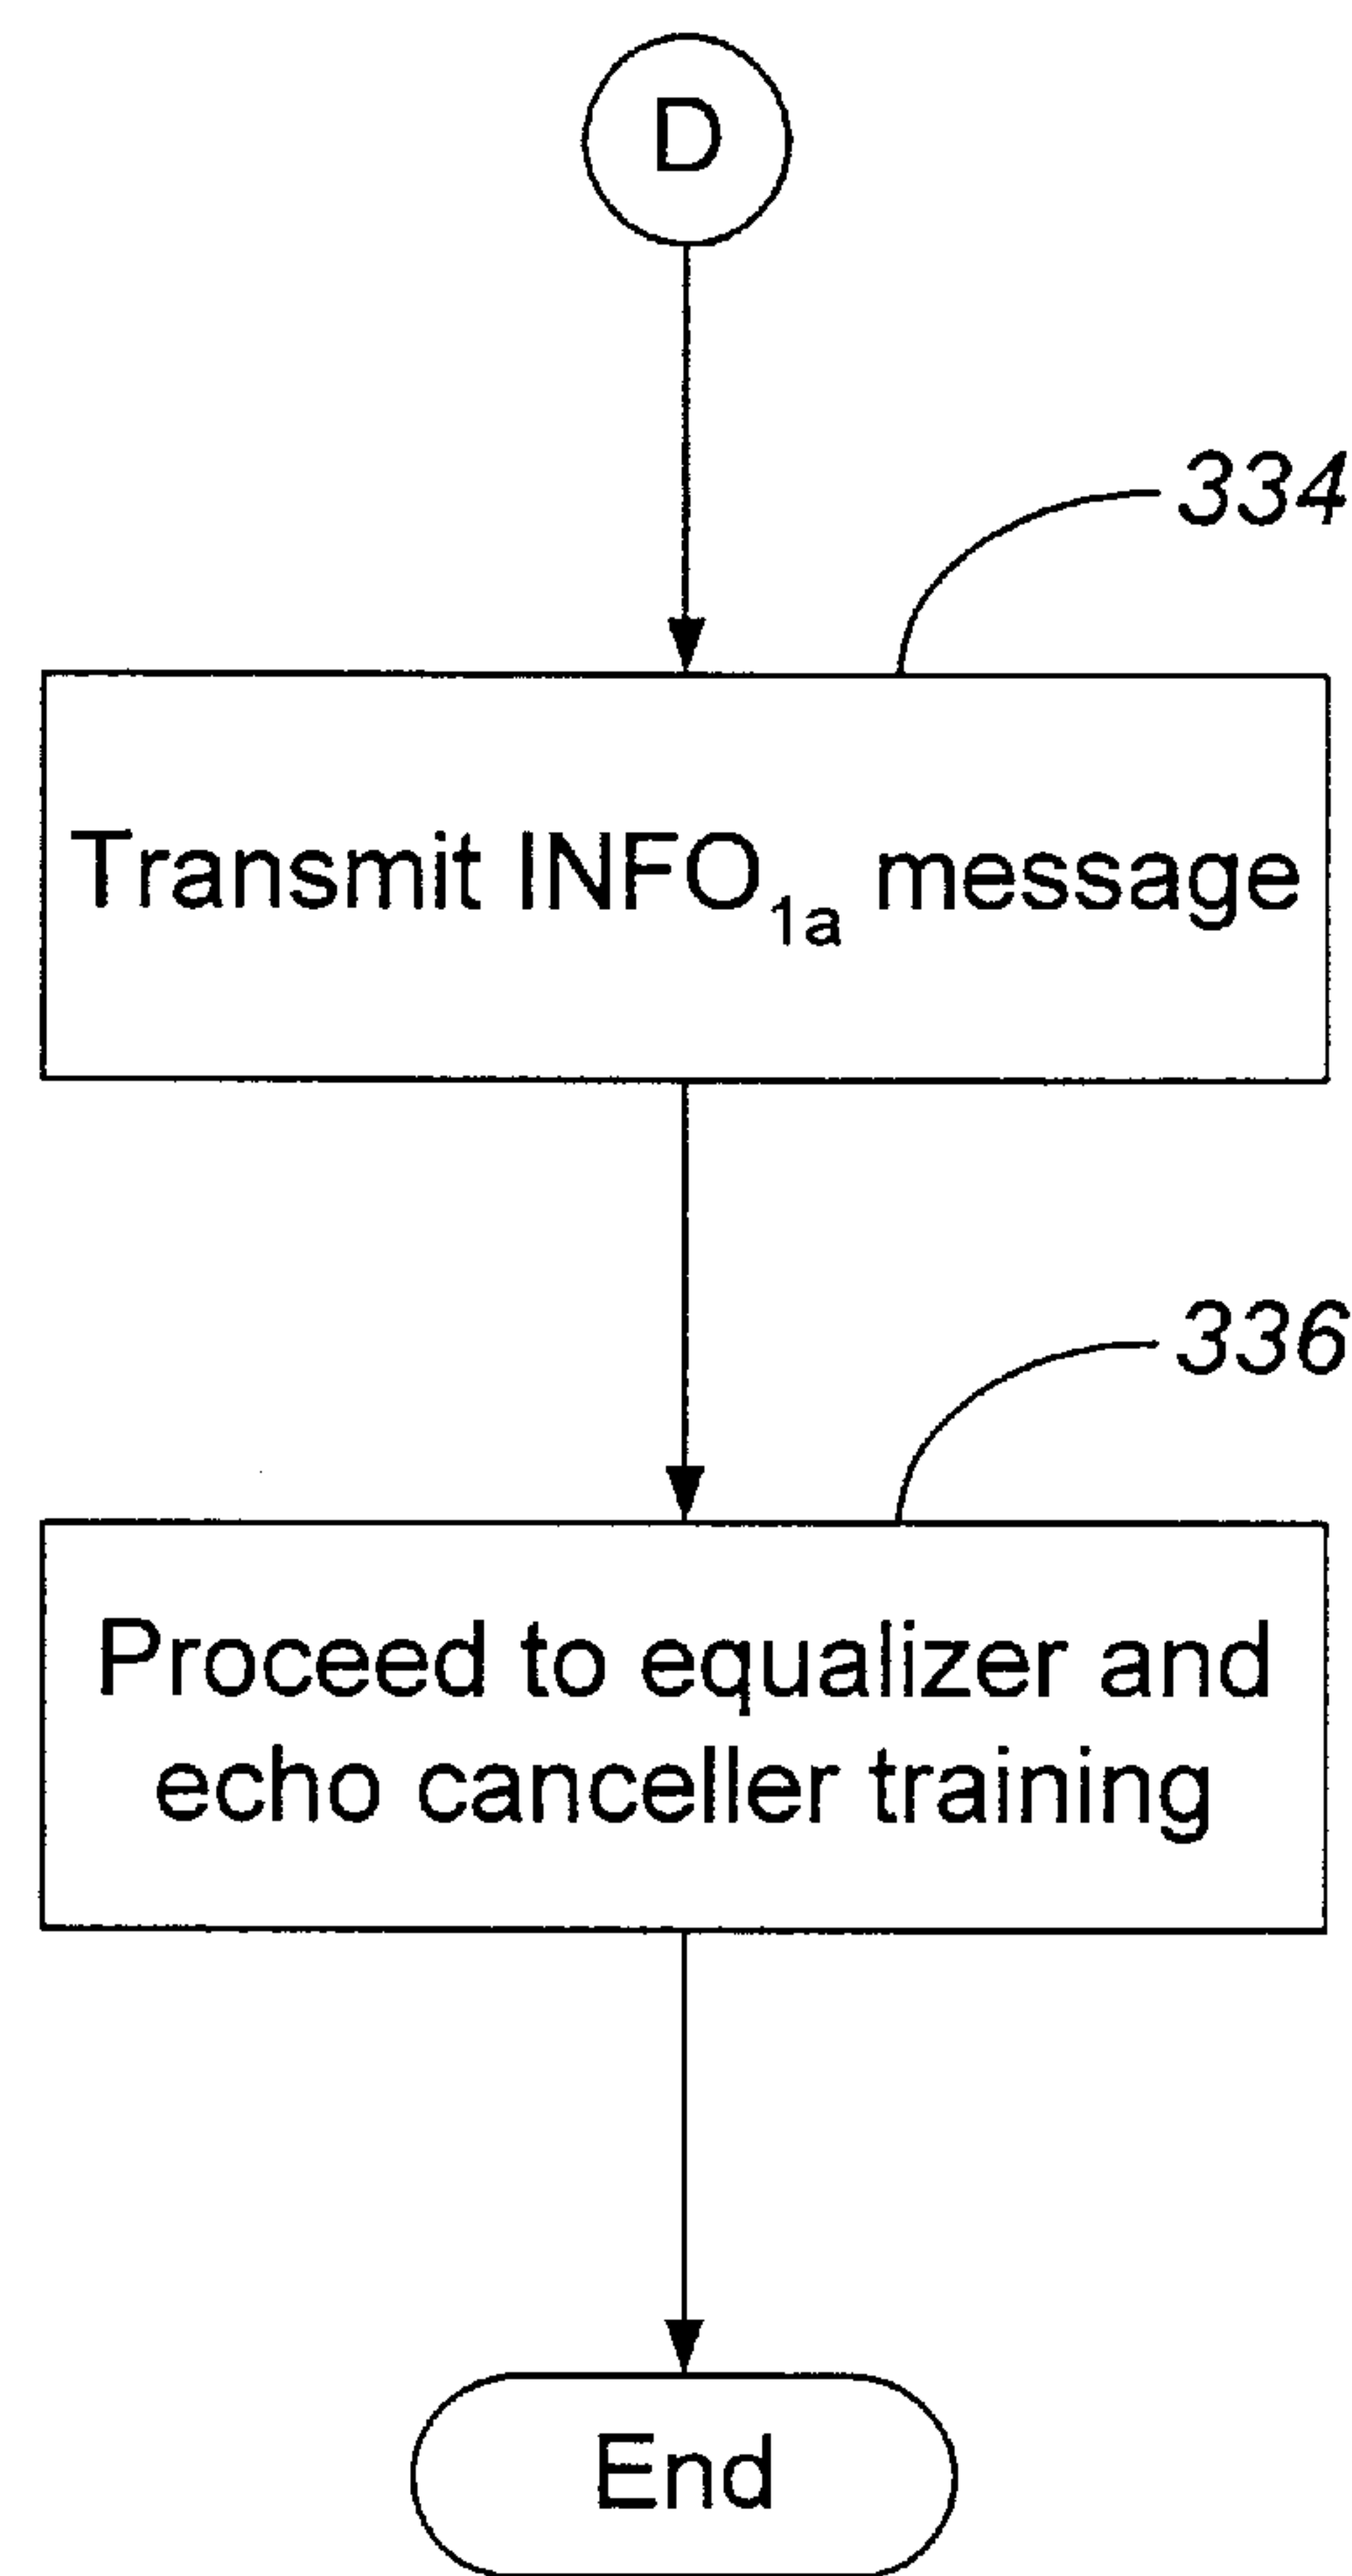 D
334
Transmit INFO1a message
336
Proceed to equalizer and
echo canceller training
End